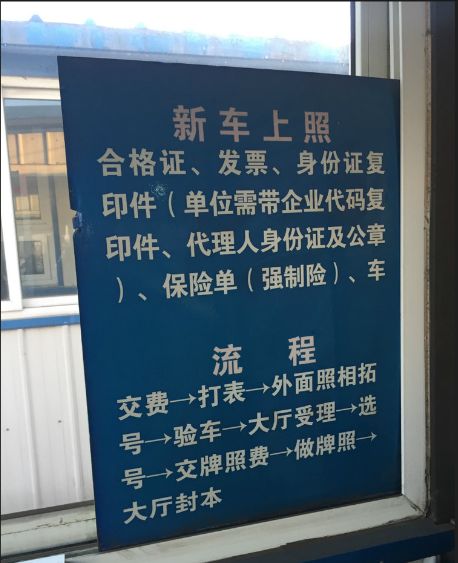 新车上照
合格证、发票、身份证复
印件(单位需带企业代码复
印件、代理人身份证及公章
)、保险单(强制险)、车
流 程
交费→打表→外面照相拓
号→验车→大厅受理→选
号→交牌照费→做牌照→
大厅封本